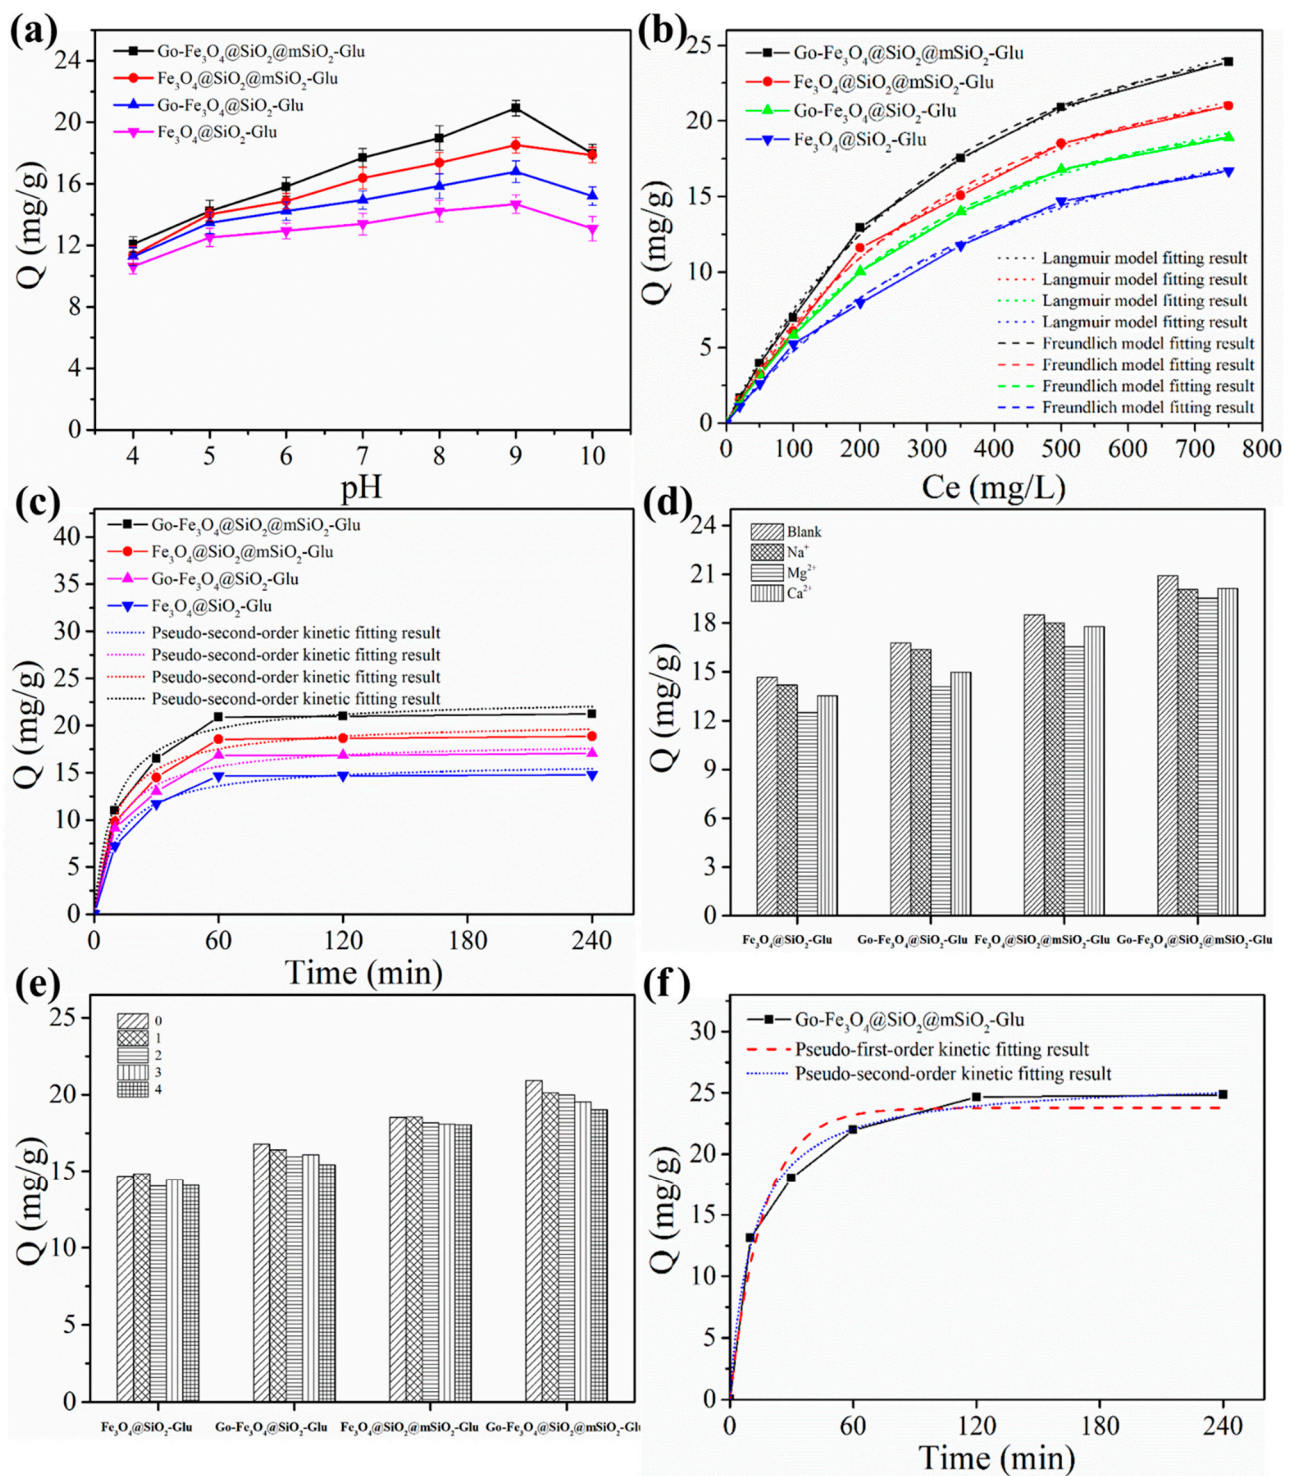 (a)
Go-Fe₃O₄@SiO₂@mSiO₂-Glu
Fe₃O₄@SiO₂@mSiO₂-Glu
Go-Fe₃O₄@SiO₂-Glu
Fe₃O₄@SiO₂-Glu
24
20
16
12
8
4
0
Q (mg/g)
4 5 6 7 8 9 10
pH
(b)
Go-Fe₃O₄@SiO₂@mSiO₂-Glu
Fe₃O₄@SiO₂@mSiO₂-Glu
Go-Fe₃O₄@SiO₂-Glu
Fe₃O₄@SiO₂-Glu
25
20
15
10
5
0
Q (mg/g)
Langmuir model fitting result
Langmuir model fitting result
Langmuir model fitting result
Langmuir model fitting result
Freundlich model fitting result
Freundlich model fitting result
Freundlich model fitting result
Freundlich model fitting result
0 100 200 300 400 500 600 700 800
Ce (mg/L)
(c)
Go-Fe₃O₄@SiO₂@mSiO₂-Glu
Fe₃O₄@SiO₂@mSiO₂-Glu
Go-Fe₃O₄@SiO₂-Glu
Fe₃O₄@SiO₂-Glu
Pseudo-second-order kinetic fitting result
Pseudo-second-order kinetic fitting result
Pseudo-second-order kinetic fitting result
Pseudo-second-order kinetic fitting result
40
35
30
25
20
15
10
5
0
Q (mg/g)
0 60 120 180 240
Time (min)
(d)
Blank
Na⁺
Mg²⁺
Ca²⁺
24
21
18
15
12
9
6
3
0
Q (mg/g)
Fe₃O₄@SiO₂-Glu Go-Fe₃O₄@SiO₂-Glu Fe₃O₄@SiO₂@mSiO₂-Glu Go-Fe₃O₄@SiO₂@mSiO₂-Glu
(e)
0
1
2
3
4
25
20
15
10
5
0
Q (mg/g)
Fe₃O₄@SiO₂-Glu Go-Fe₃O₄@SiO₂-Glu Fe₃O₄@SiO₂@mSiO₂-Glu Go-Fe₃O₄@SiO₂@mSiO₂-Glu
(f)
Go-Fe₃O₄@SiO₂@mSiO₂-Glu
Pseudo-first-order kinetic fitting result
Pseudo-second-order kinetic fitting result
30
25
20
15
10
5
0
Q (mg/g)
0 60 120 180 240
Time (min)